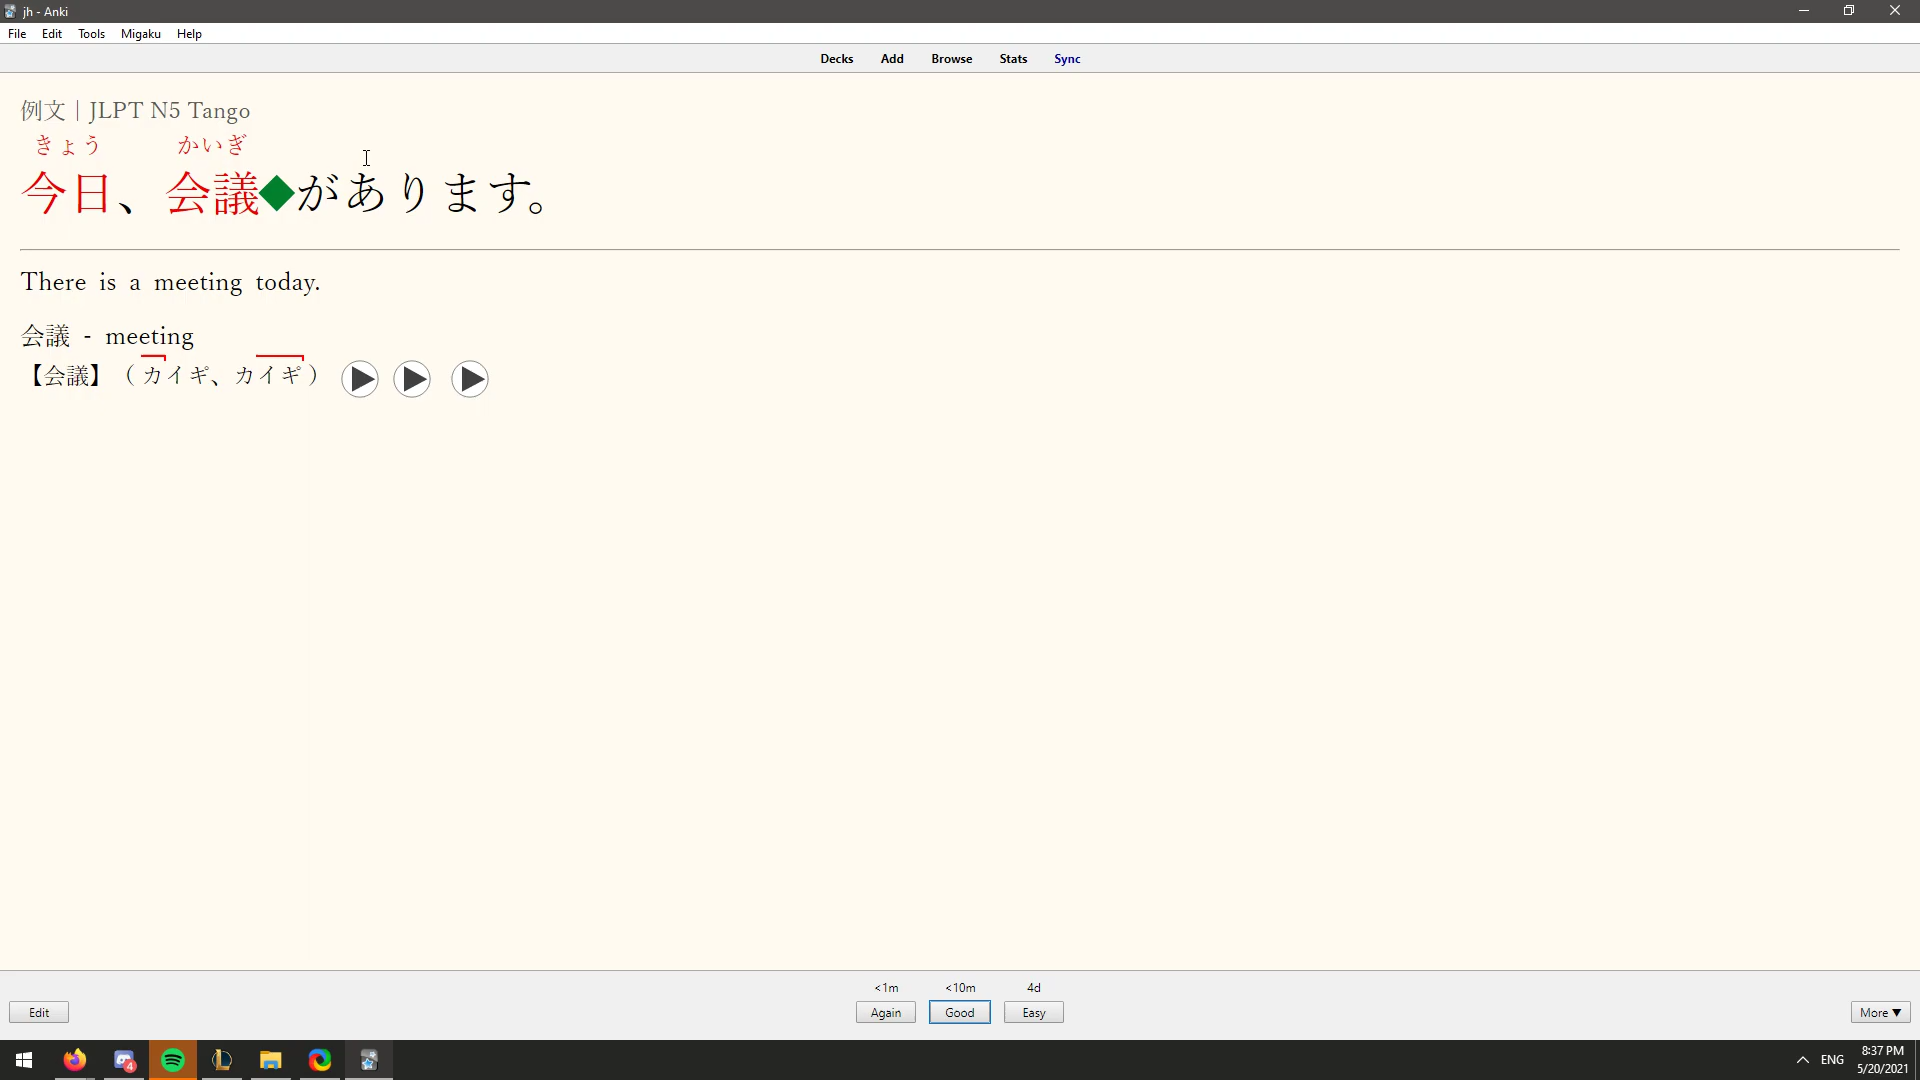 jh - Anki
File Edit Tools Migaku Help
Decks Add Browse Stats Sync
例文｜JLPT N5 Tango
きょう かいぎ
今日、会議◆があります。
There is a meeting today.
会議 - meeting
【会議】（カイギ、カイギ）
<1m <10m 4d
Edit Again Good Easy More ▼
4
ENG
8:37 PM
5/20/2021